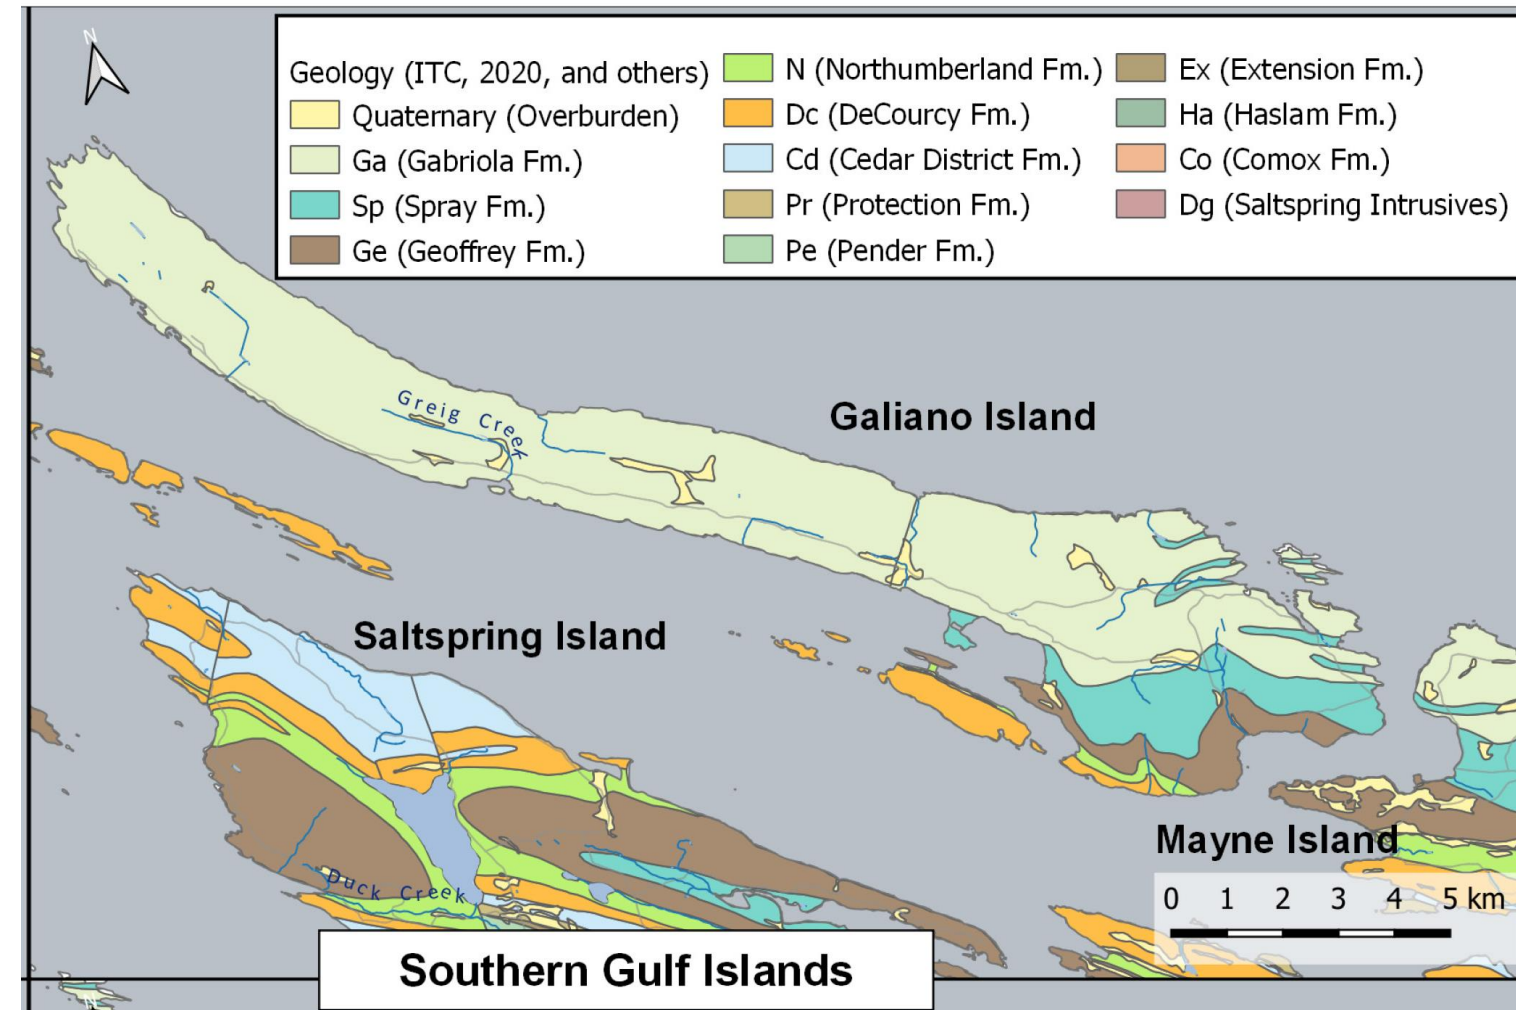 N
Geology (ITC, 2020, and others)
Quaternary (Overburden)
Ga (Gabriola Fm.)
Sp (Spray Fm.)
Ge (Geoffrey Fm.)
N (Northumberland Fm.)
Dc (DeCourcy Fm.)
Cd (Cedar District Fm.)
Pr (Protection Fm.)
Pe (Pender Fm.)
Ex (Extension Fm.)
Ha (Haslam Fm.)
Co (Comox Fm.)
Dg (Saltspring Intrusives)
Greig Creek
Galiano Island
Saltspring Island
Mayne Island
Duck Creek
0 1 2 3 4 5 km
Southern Gulf Islands
N